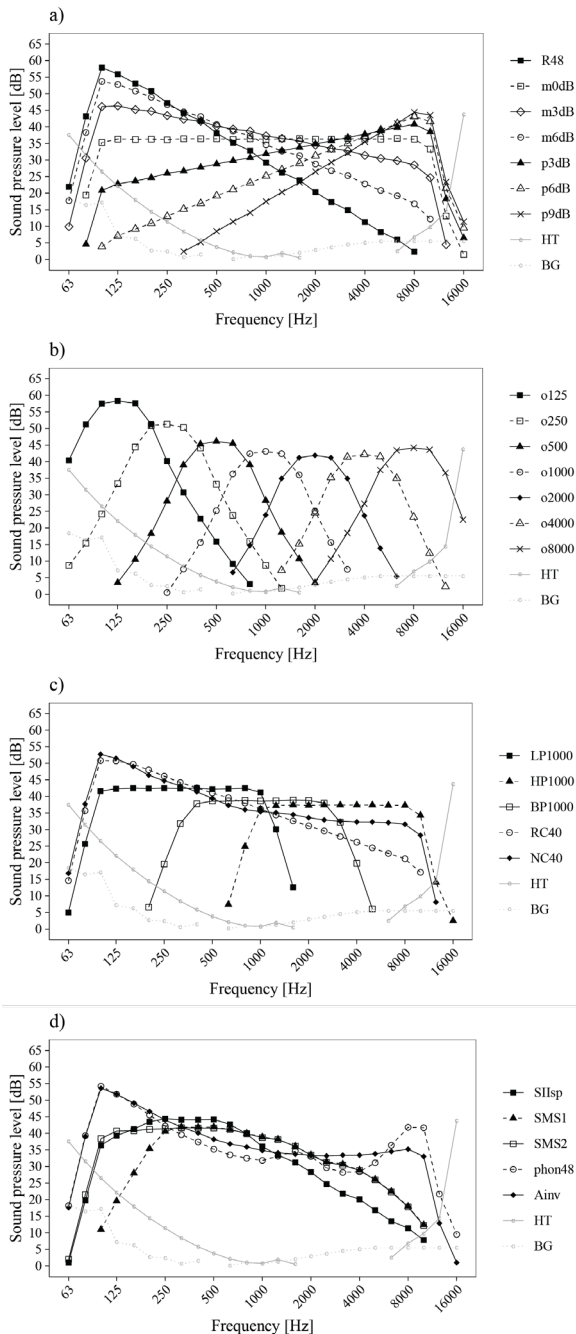 a)
Sound pressure level [dB]
65
60
55
50
45
40
35
30
25
20
15
10
5
0
63 125 250 500 1000 2000 4000 8000 16000
Frequency [Hz]
R48
m0dB
m3dB
m6dB
p3dB
p6dB
p9dB
HT
BG
b)
Sound pressure level [dB]
65
60
55
50
45
40
35
30
25
20
15
10
5
0
63 125 250 500 1000 2000 4000 8000 16000
Frequency [Hz]
o125
o250
o500
o1000
o2000
o4000
o8000
HT
BG
c)
Sound pressure level [dB]
65
60
55
50
45
40
35
30
25
20
15
10
5
0
63 125 250 500 1000 2000 4000 8000 16000
Frequency [Hz]
LP1000
HP1000
BP1000
RC40
NC40
HT
BG
d)
Sound pressure level [dB]
65
60
55
50
45
40
35
30
25
20
15
10
5
0
63 125 250 500 1000 2000 4000 8000 16000
Frequency [Hz]
SIIsp
SMS1
SMS2
phon48
Ainv
HT
BG